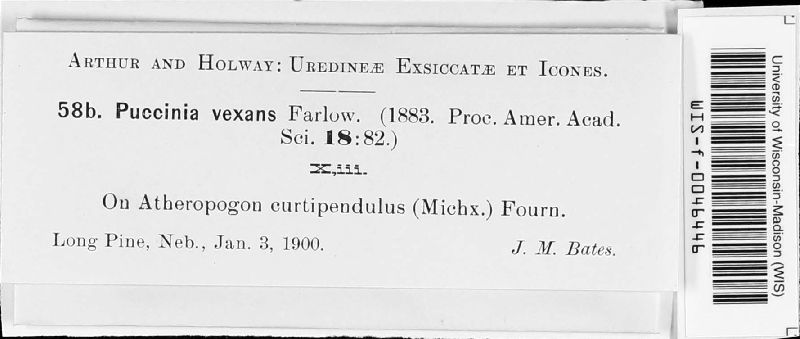 Arthur and Holway: Uredineæ Exsiccatæ et Icones.
58b. Puccinia vexans Farlow. (1883. Proc. Amer. Acad.
Sci. 18:82.)
X,iii.
On Atheropogon curtipendulus (Michx.) Fourn.
Long Pine, Neb., Jan. 3, 1900. J. M. Bates.
University of Wisconsin-Madison (WIS)
WIS-f-0046446